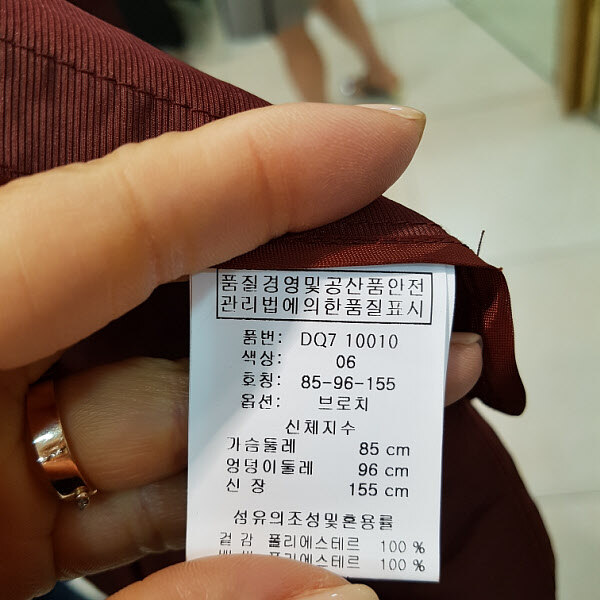 품질경영및공산품안전
관리법에의한품질표시
품번: DQ7 10010
색상: 06
호칭: 85-96-155
옵션: 브로치
신체지수
가슴둘레 85 cm
엉덩이둘레 96 cm
신 장 155 cm
섬유의조성및혼용률
겉 감 폴리에스테르 100 %
폴리에스테르 100 %